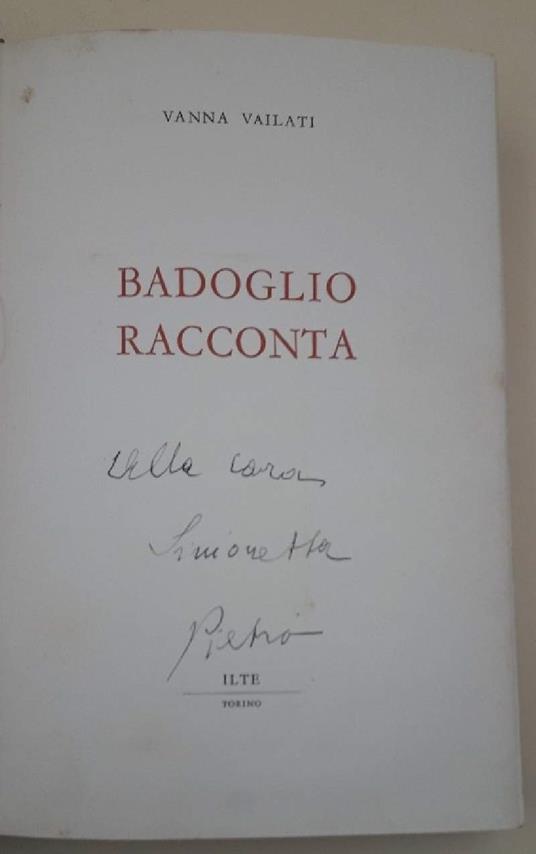 VANNA VAILATI
BADOGLIO
RACCONTA
Alla cara
Simonetta
Pietro
ILTE
TORINO